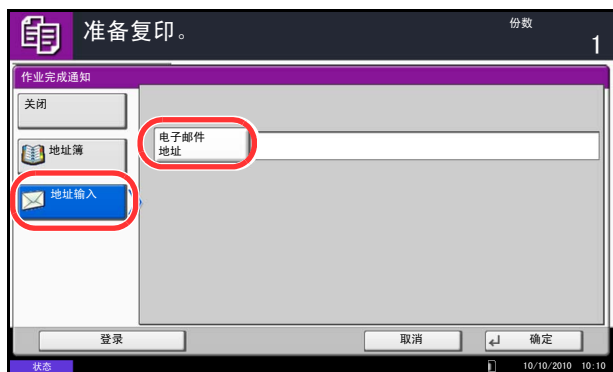 准备复印。
份数
1
作业完成通知
关闭
地址簿
地址输入
电子邮件
地址
登录
取消
确定
状态
10/10/2010 10:10